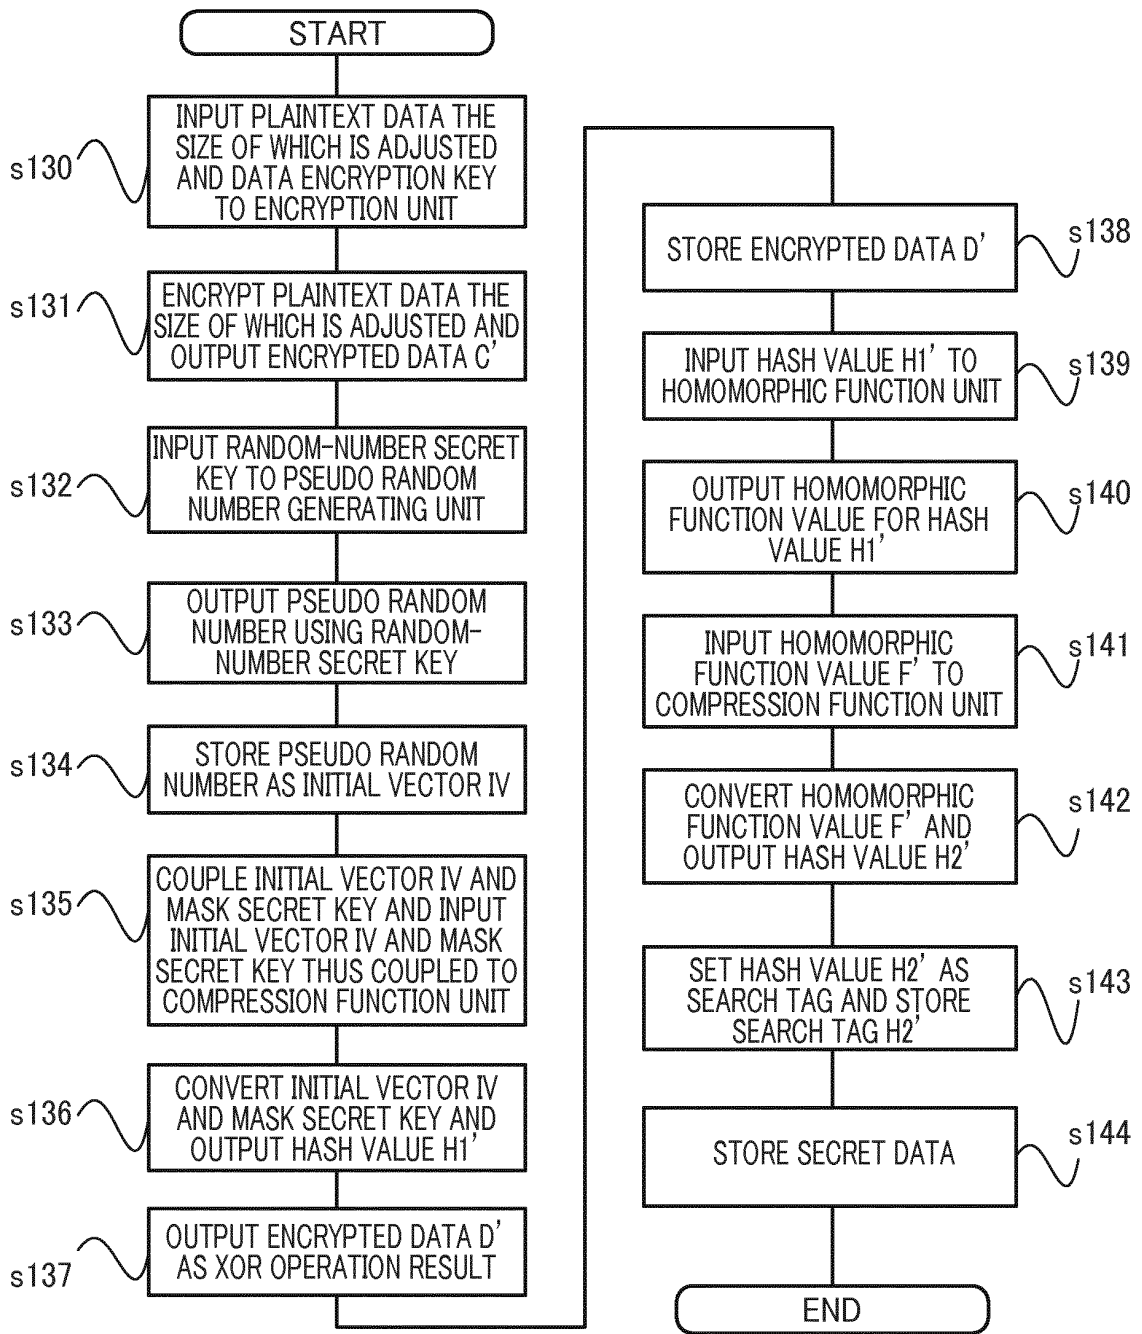 START
s130
INPUT PLAINTEXT DATA THE
SIZE OF WHICH IS ADJUSTED
AND DATA ENCRYPTION KEY
TO ENCRYPTION UNIT
s131
ENCRYPT PLAINTEXT DATA THE
SIZE OF WHICH IS ADJUSTED AND
OUTPUT ENCRYPTED DATA C'
s132
INPUT RANDOM-NUMBER SECRET
KEY TO PSEUDO RANDOM
NUMBER GENERATING UNIT
s133
OUTPUT PSEUDO RANDOM
NUMBER USING RANDOM-
NUMBER SECRET KEY
s134
STORE PSEUDO RANDOM
NUMBER AS INITIAL VECTOR IV
s135
COUPLE INITIAL VECTOR IV AND
MASK SECRET KEY AND INPUT
INITIAL VECTOR IV AND MASK
SECRET KEY THUS COUPLED TO
COMPRESSION FUNCTION UNIT
s136
CONVERT INITIAL VECTOR IV
AND MASK SECRET KEY AND
OUTPUT HASH VALUE H1'
s137
OUTPUT ENCRYPTED DATA D'
AS XOR OPERATION RESULT
s138
STORE ENCRYPTED DATA D'
s139
INPUT HASH VALUE H1' TO
HOMOMORPHIC FUNCTION UNIT
s140
OUTPUT HOMOMORPHIC
FUNCTION VALUE FOR HASH
VALUE H1'
s141
INPUT HOMOMORPHIC
FUNCTION VALUE F' TO
COMPRESSION FUNCTION UNIT
s142
CONVERT HOMOMORPHIC
FUNCTION VALUE F' AND
OUTPUT HASH VALUE H2'
s143
SET HASH VALUE H2' AS
SEARCH TAG AND STORE
SEARCH TAG H2'
s144
STORE SECRET DATA
END